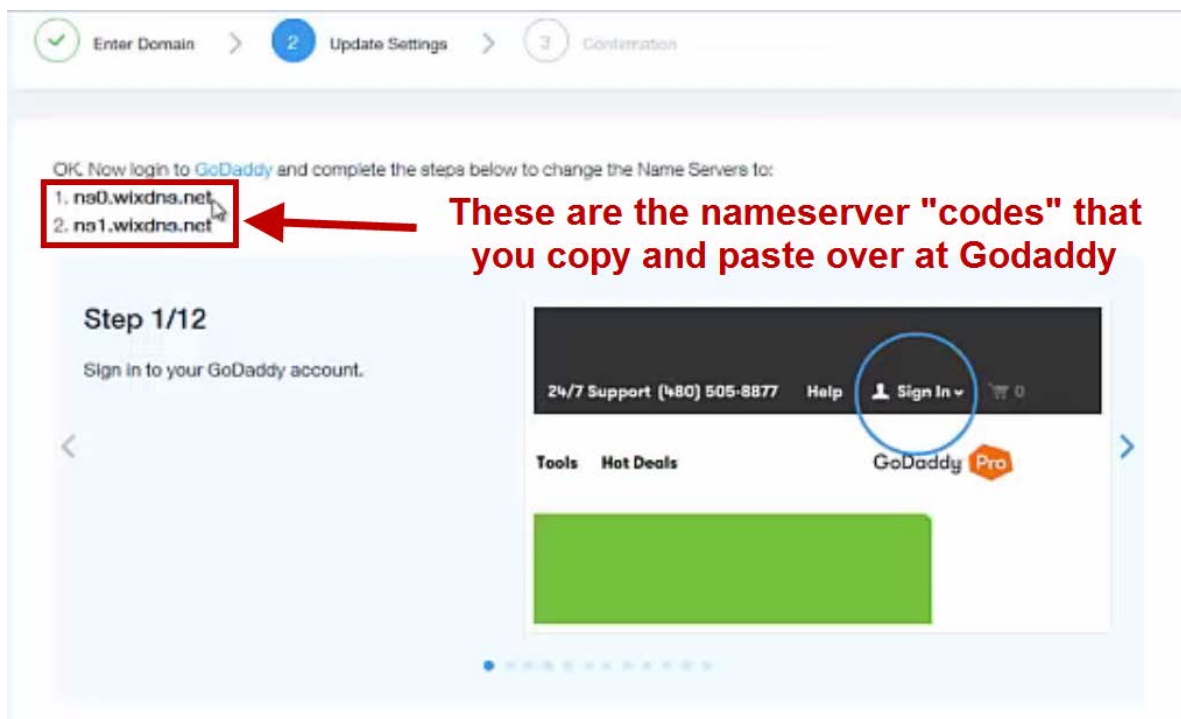 Enter Domain > 2 Update Settings > 3 Confirmation
OK. Now login to GoDaddy and complete the steps below to change the Name Servers to:
1. ns0.wixdns.net
2. ns1.wixdns.net
These are the nameserver "codes" that
you copy and paste over at Godaddy
Step 1/12
Sign in to your GoDaddy account.
24/7 Support (480) 505-8877 Help Sign In 0
Tools Hot Deals GoDaddy Pro